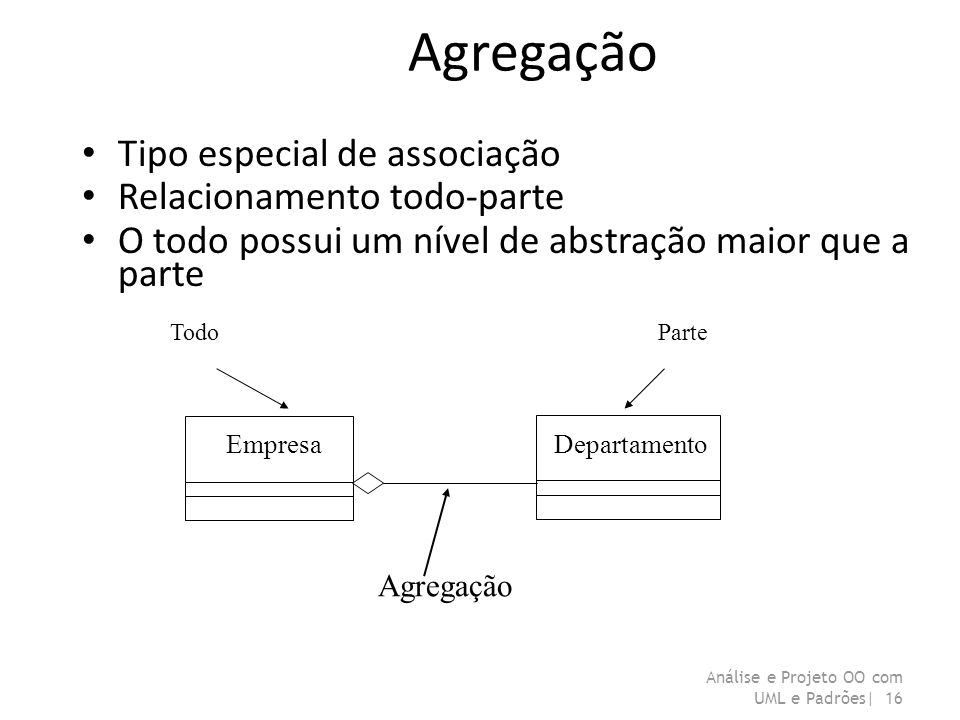 Agregação
• Tipo especial de associação
• Relacionamento todo-parte
• O todo possui um nível de abstração maior que a
parte
Todo
Parte
Empresa
Departamento
Agregação
Análise e Projeto OO com
UML e Padrões| 16